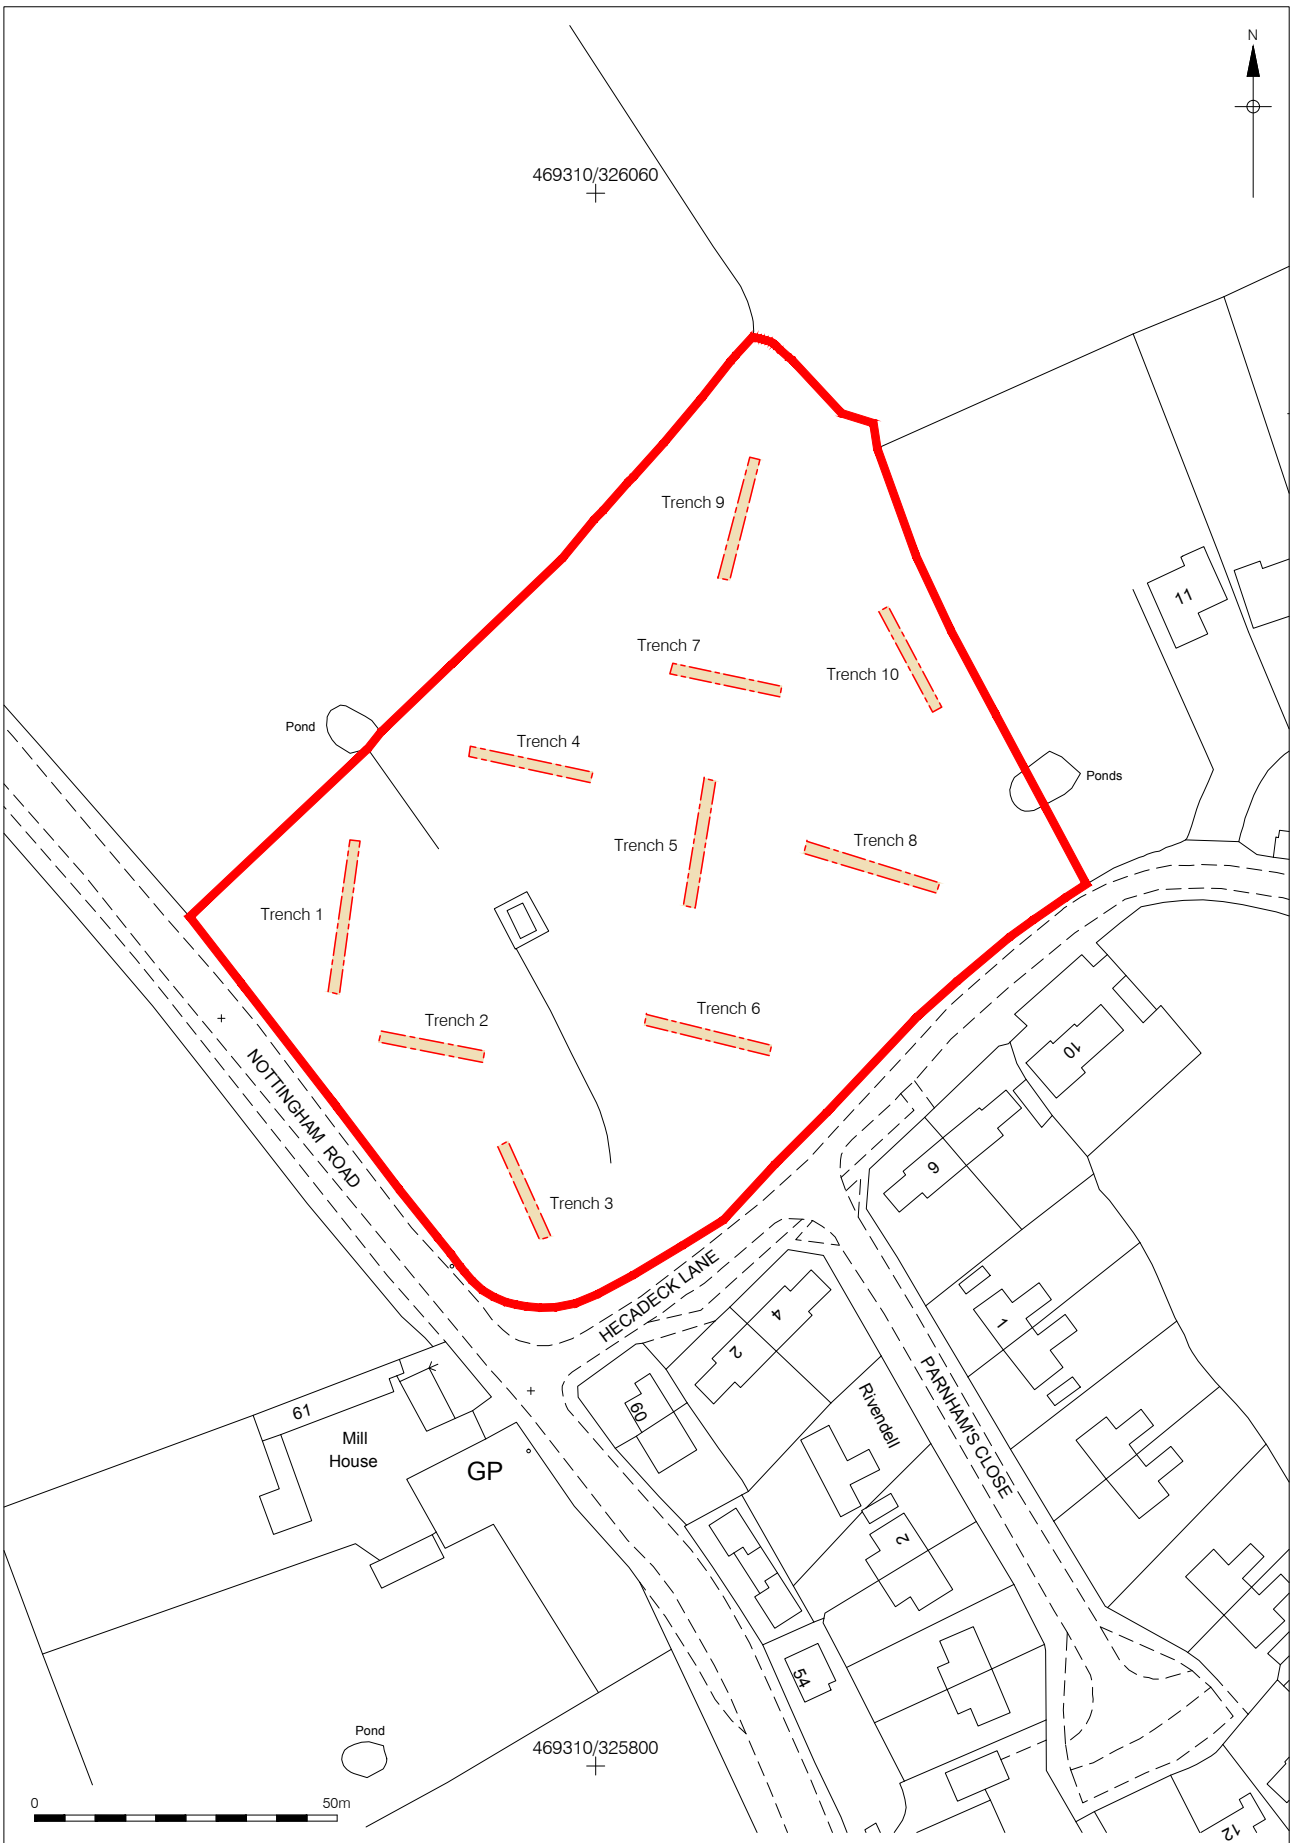 N
469310/326060
Trench 9
11
Trench 7
Trench 10
Pond
Trench 4
Ponds
Trench 5
Trench 8
Trench 1
Trench 6
Trench 2
10
NOTTINGHAM ROAD
9
Trench 3
HECADECK LANE
4
1
2
PARNHAM'S CLOSE
Rivendell
60
61
Mill
House
GP
2
54
Pond
469310/325800
0
50m
12